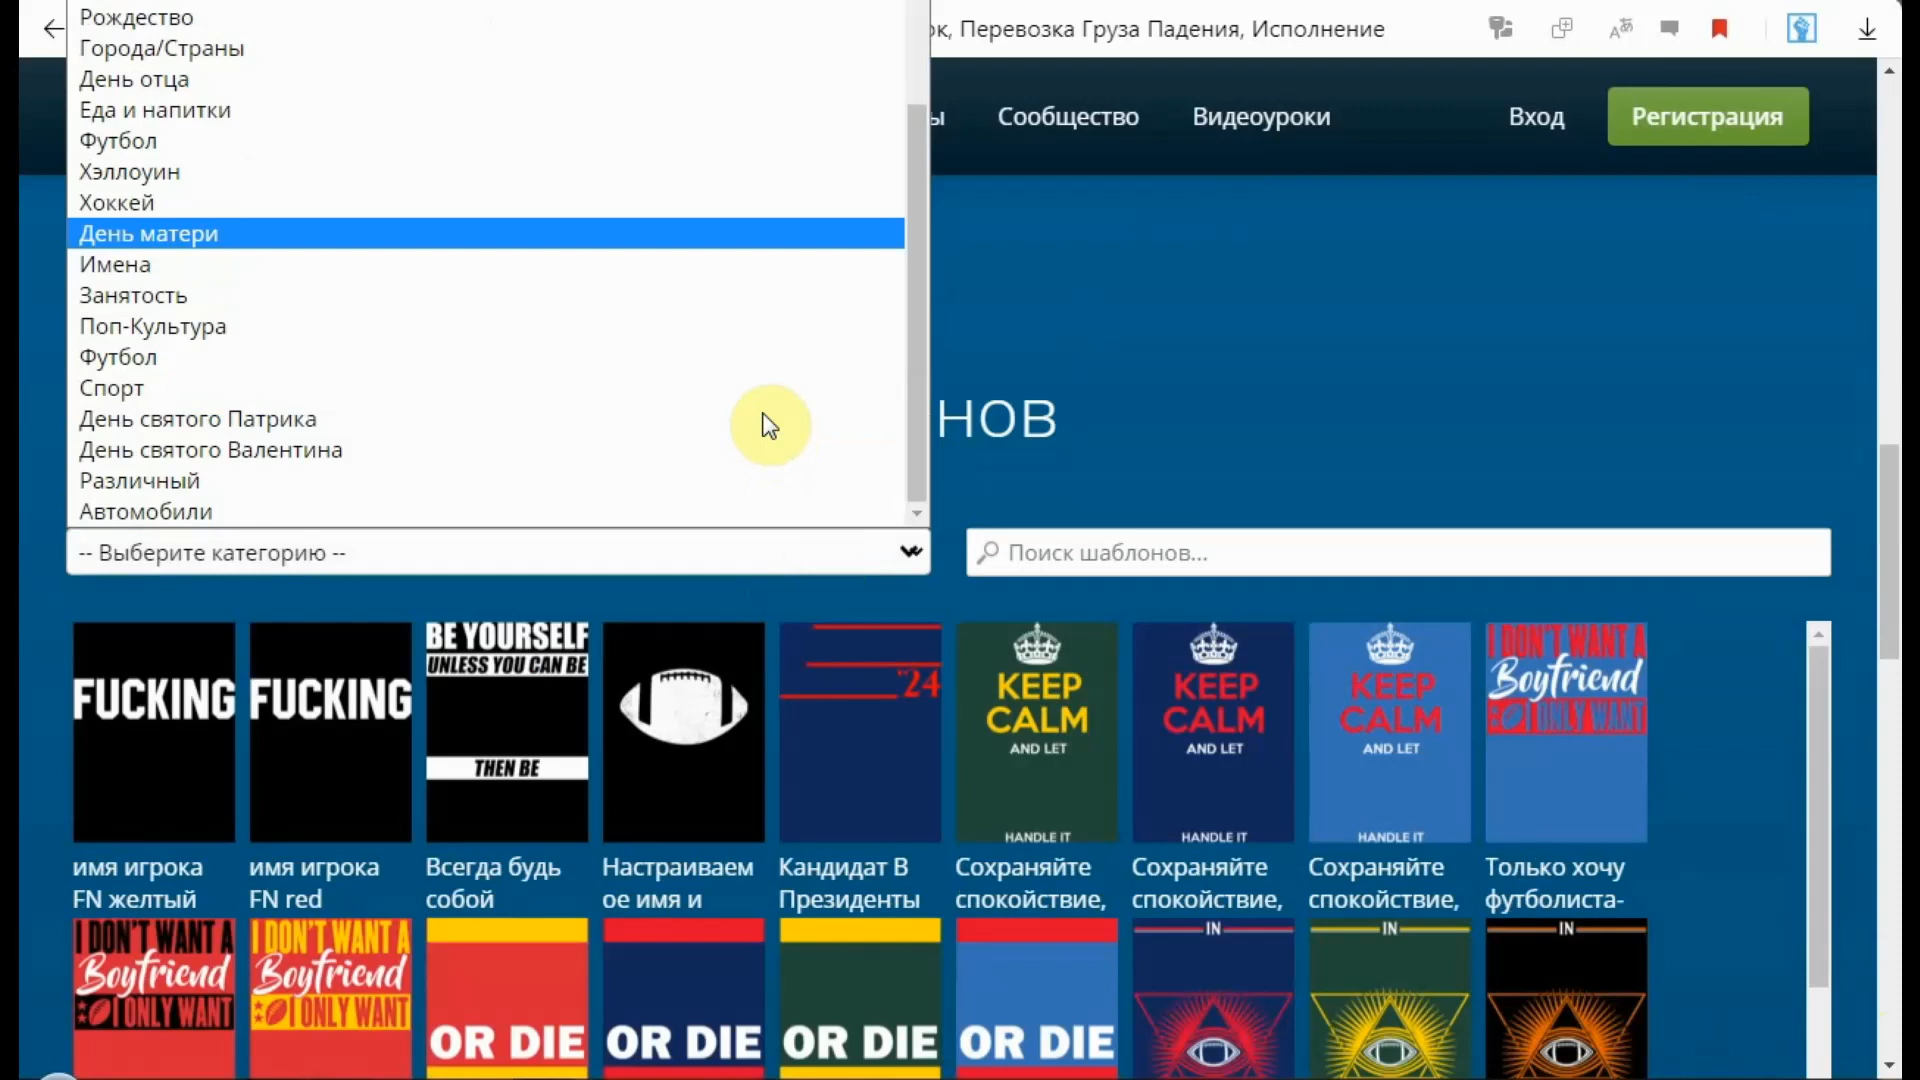 Рождество
Города/Страны
День отца
Еда и напитки
Футбол
Хэллоуин
Хоккей
День матери
Имена
Занятость
Поп-Культура
Футбол
Спорт
День святого Патрика
День святого Валентина
Различный
Автомобили
ок, Перевозка Груза Падения, Исполнение
ы Сообщество Видеоуроки Вход Регистрация
нов
-- Выберите категорию --
Поиск шаблонов...
FUCKING
FUCKING
BE YOURSELF
UNLESS YOU CAN BE
THEN BE
'24
KEEP
CALM
AND LET
HANDLE IT
KEEP
CALM
AND LET
HANDLE IT
KEEP
CALM
AND LET
HANDLE IT
I DON'T WANT A
Boyfriend
I ONLY WANT
имя игрока
FN желтый
имя игрока
FN red
Всегда будь
собой
Настраиваем
ое имя и
Кандидат В
Президенты
Сохраняйте
спокойствие,
Сохраняйте
спокойствие,
Сохраняйте
спокойствие,
Только хочу
футболиста-
I DON'T WANT A
Boyfriend
I ONLY WANT
I DON'T WANT A
Boyfriend
I ONLY WANT
OR DIE
OR DIE
OR DIE
OR DIE
IN
IN
IN